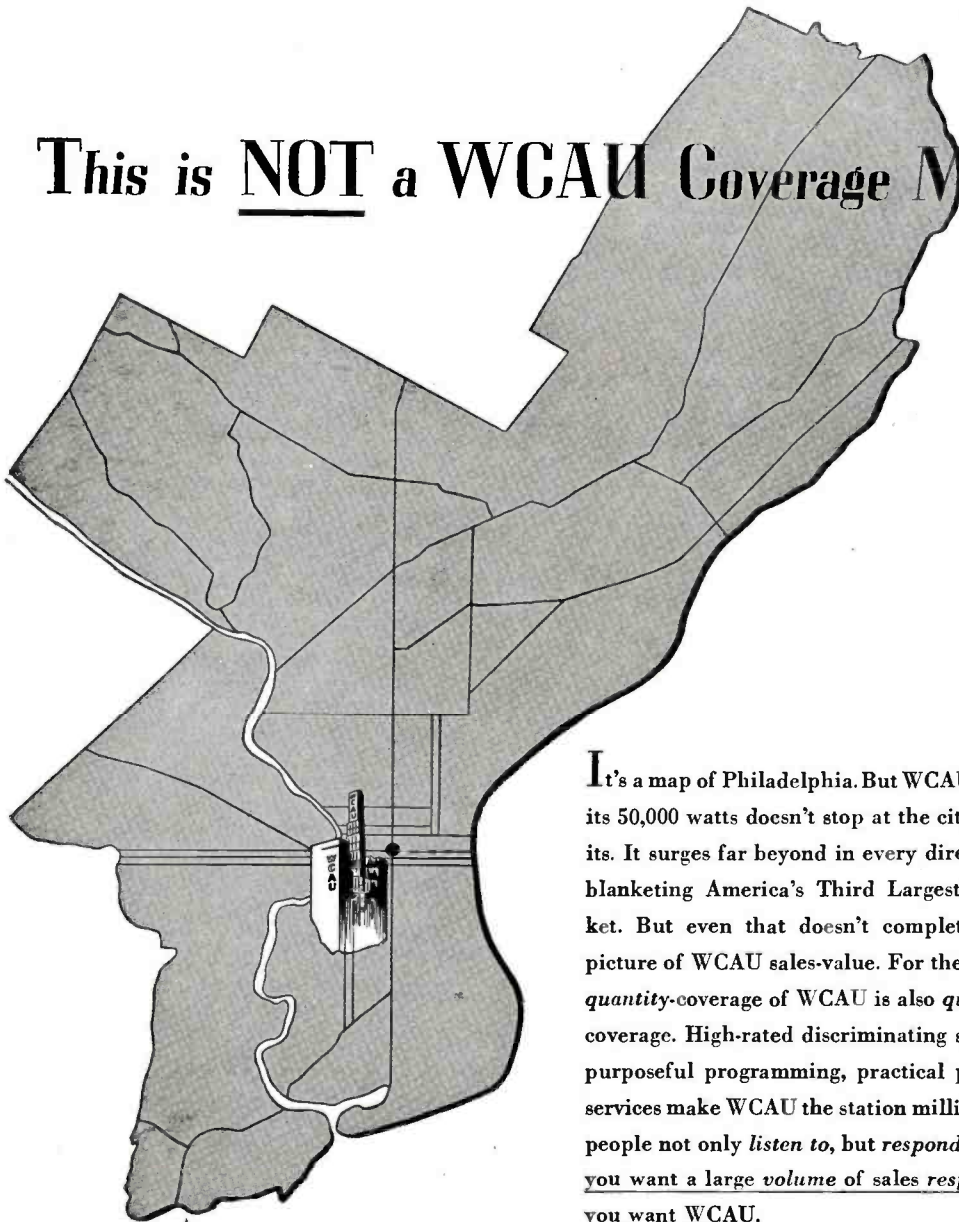 This is NOT a WCAU Coverage M
It's a map of Philadelphia. But WCAU
its 50,000 watts doesn't stop at the cit
its. It surges far beyond in every dire
blanketing America's Third Largest
ket. But even that doesn't complet
picture of WCAU sales-value. For the
quantity-coverage of WCAU is also qu
coverage. High-rated discriminating s
purposeful programming, practical p
services make WCAU the station milli
people not only listen to, but respond
you want a large volume of sales resp
you want WCAU.
WCAU
WCAU